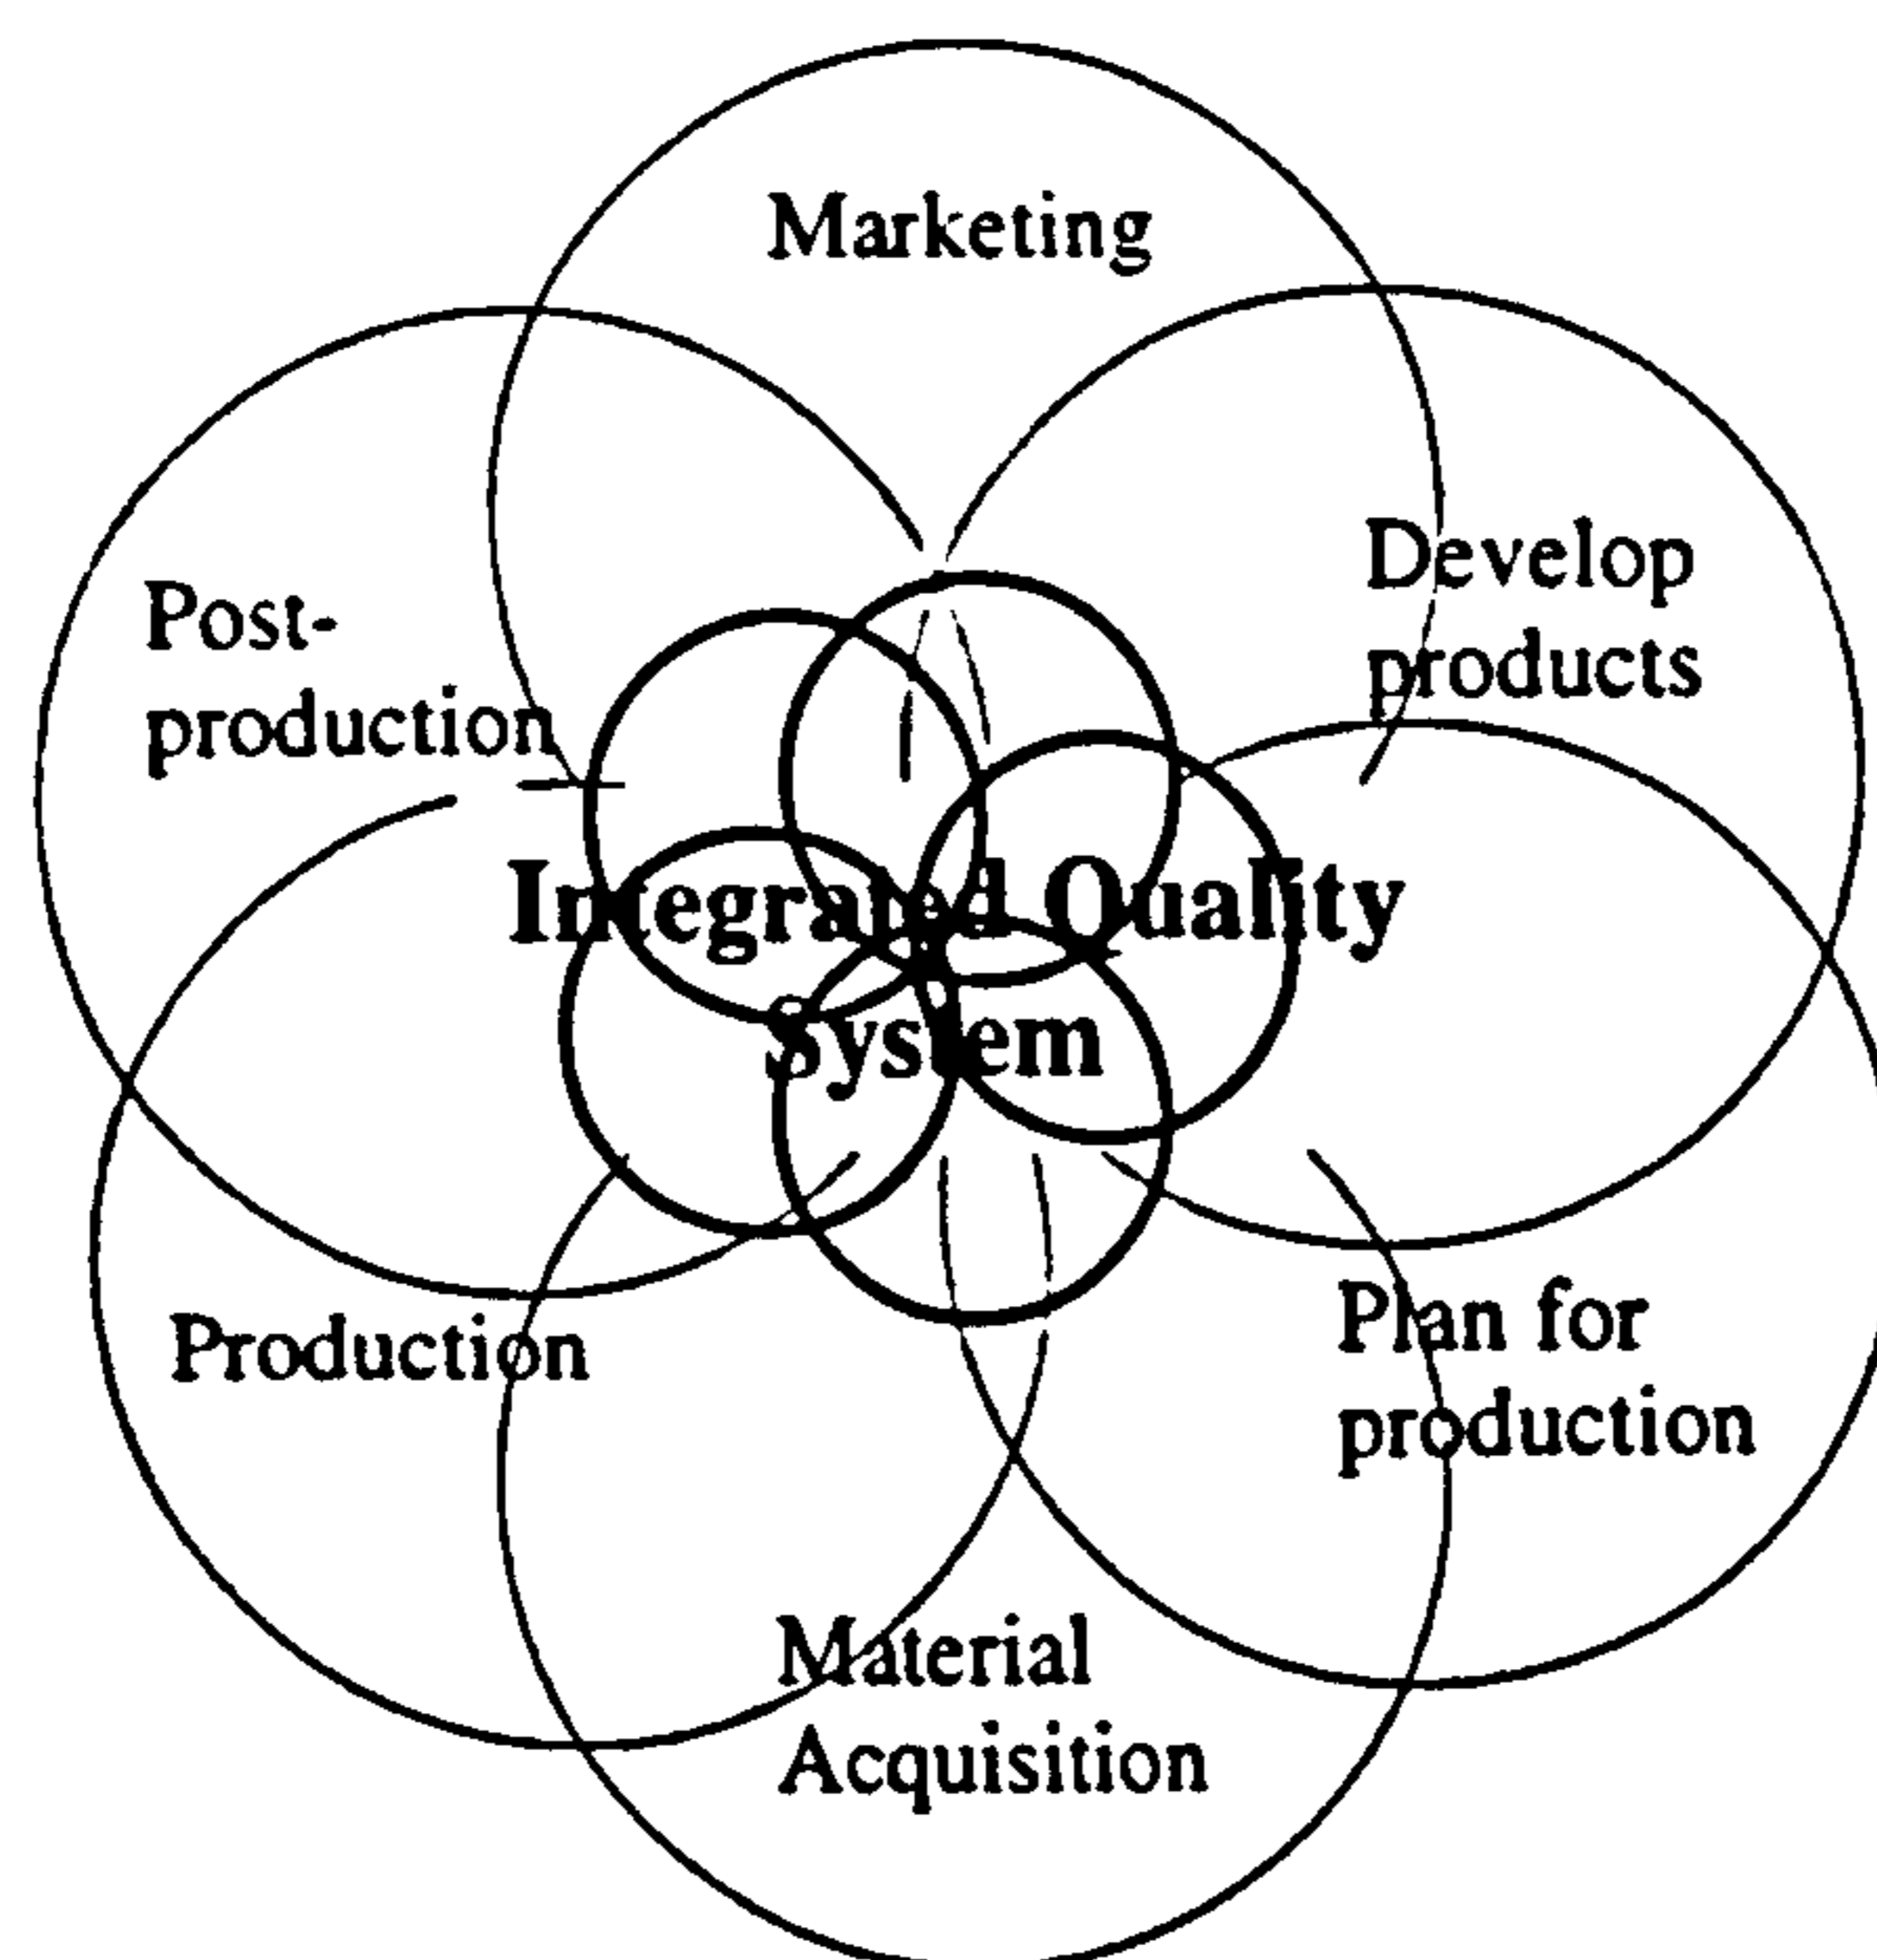 Marketing
Develop
products
Post-
production
Integrated Quality
System
Plan for
production
Production
Material
Acquisition